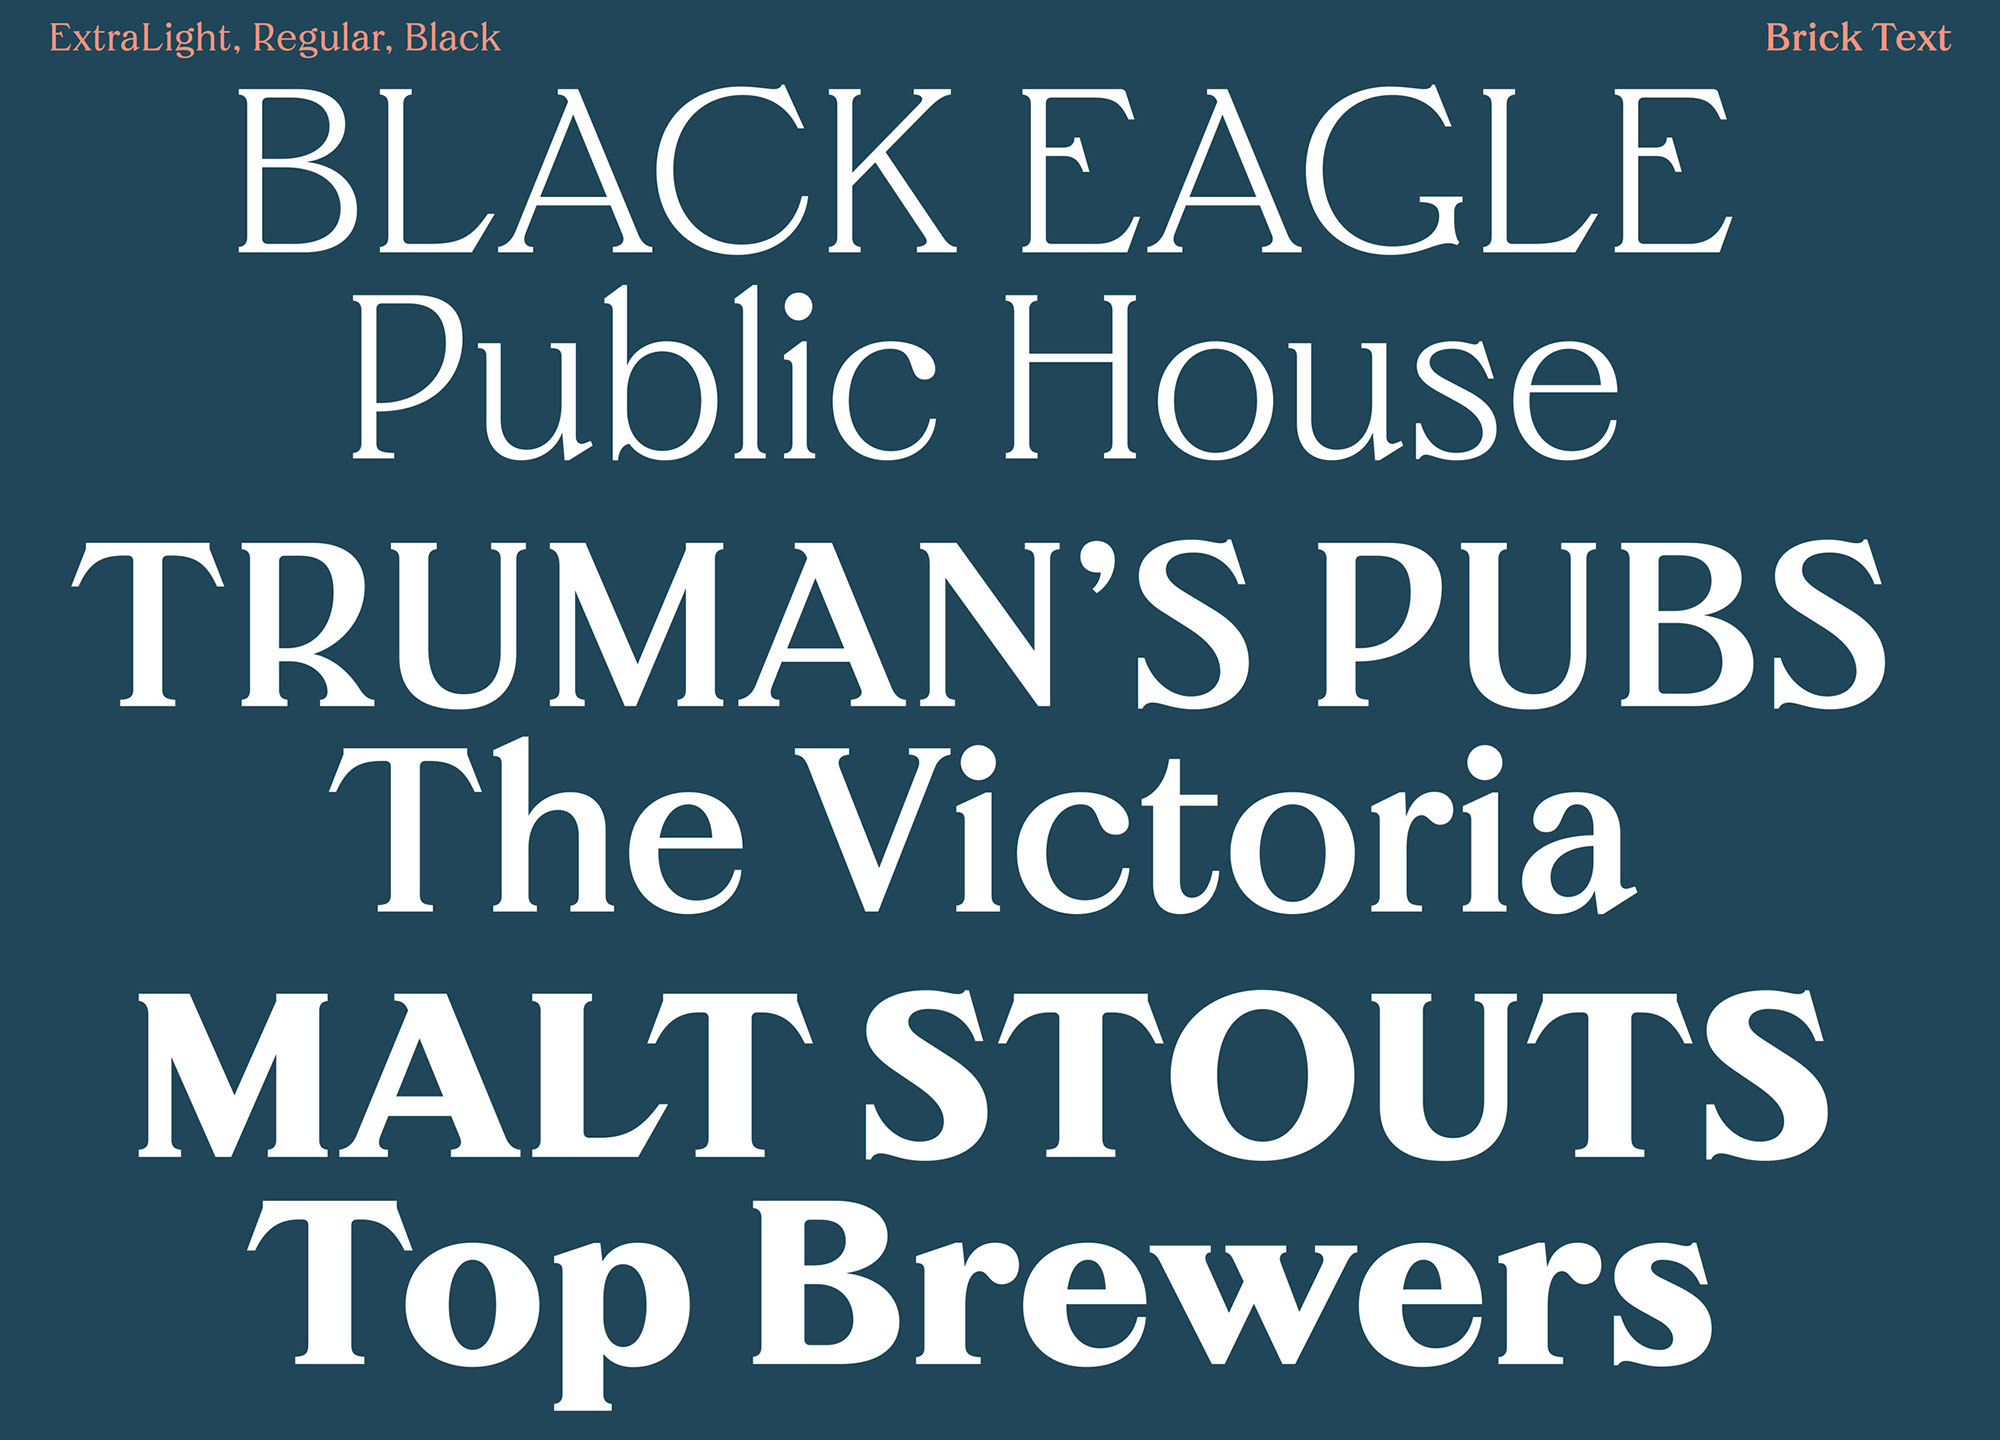 ExtraLight, Regular, Black
Brick Text
BLACK EAGLE
Public House
TRUMAN’S PUBS
The Victoria
MALT STOUTS
Top Brewers